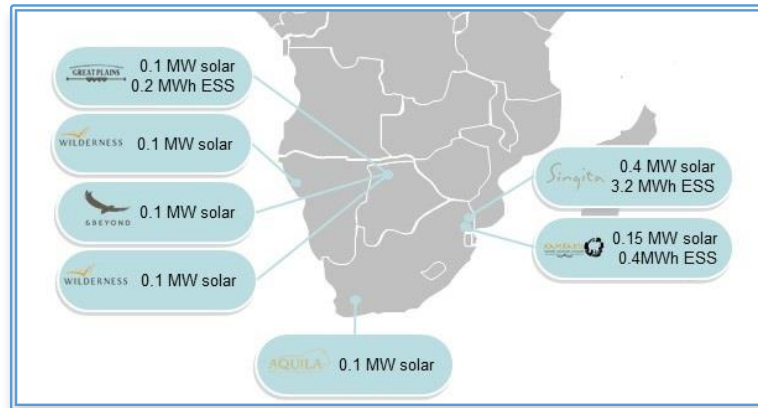 GREAT PLAINS
0.1 MW solar
0.2 MWh ESS
WILDERNESS
0.1 MW solar
&BEYOND
0.1 MW solar
WILDERNESS
0.1 MW solar
Singita
0.4 MW solar
3.2 MWh ESS
0.15 MW solar
0.4MWh ESS
AQUILA
0.1 MW solar